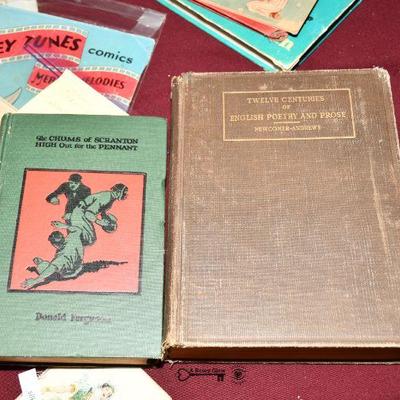 EY TUNES comics
MERR MELODIES
The CHUMS of SCRANTON
HIGH Out for the PENNANT
Donald Ferguson
TWELVE CENTURIES
OF
ENGLISH POETRY AND PROSE
NEWCOMER-ANDREWS